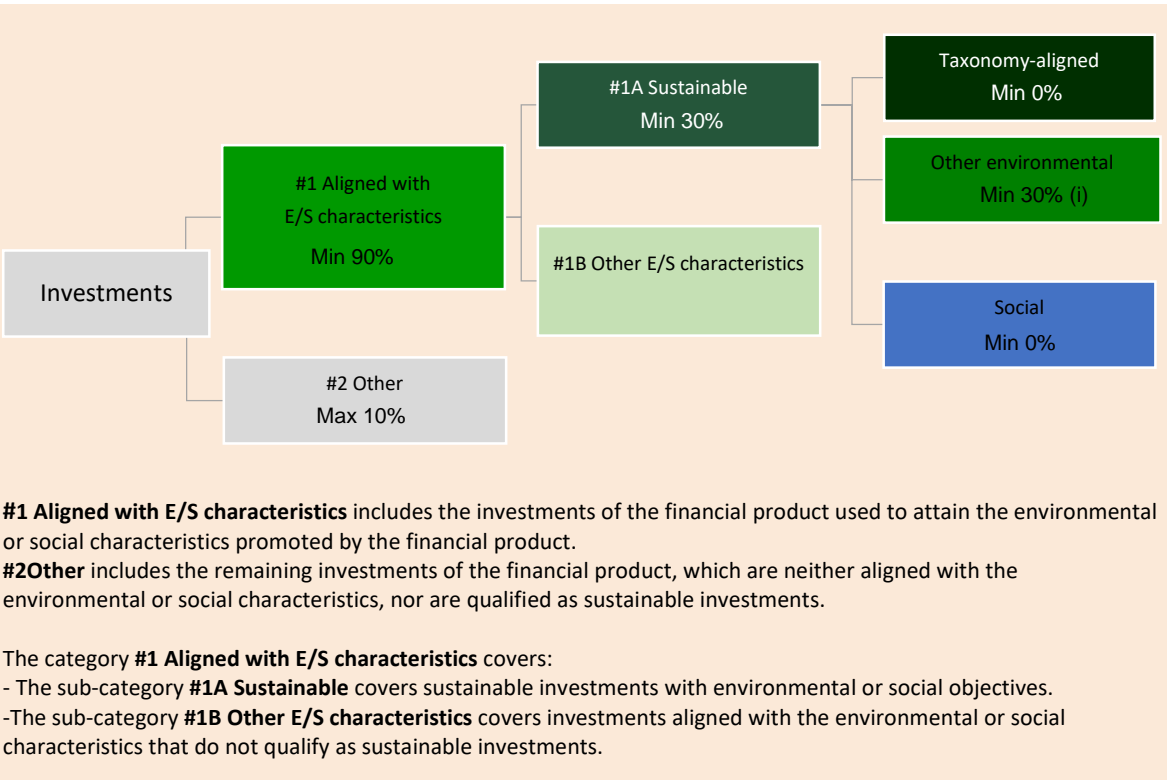 Investments
#1 Aligned with
E/S characteristics
Min 90%
#2 Other
Max 10%
#1A Sustainable
Min 30%
#1B Other E/S characteristics
Taxonomy-aligned
Min 0%
Other environmental
Min 30% (i)
Social
Min 0%
#1 Aligned with E/S characteristics includes the investments of the financial product used to attain the environmental
or social characteristics promoted by the financial product.
#2Other includes the remaining investments of the financial product, which are neither aligned with the
environmental or social characteristics, nor are qualified as sustainable investments.
The category #1 Aligned with E/S characteristics covers:
- The sub-category #1A Sustainable covers sustainable investments with environmental or social objectives.
-The sub-category #1B Other E/S characteristics covers investments aligned with the environmental or social
characteristics that do not qualify as sustainable investments.